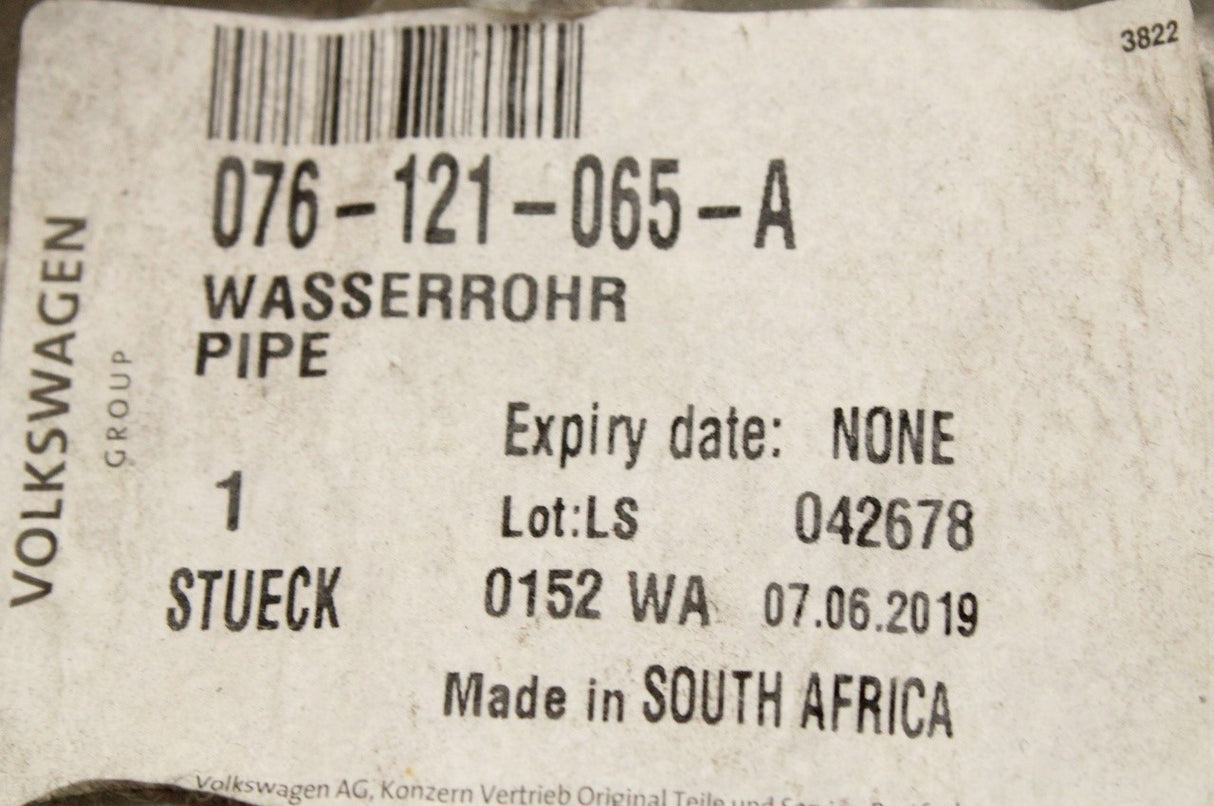 3822
076-121-065-A
WASSERROHR
PIPE
VOLKSWAGEN
GROUP
Expiry date: NONE
1
Lot:LS 042678
STUECK
0152 WA 07.06.2019
Made in SOUTH AFRICA
Volkswagen AG, Konzern Vertrieb Original Teile und